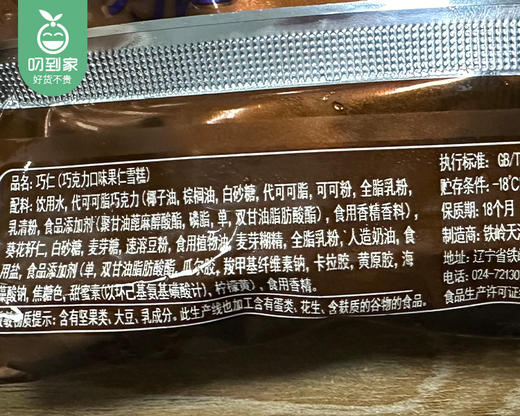 叨到家
好货不贵
品名：巧仁（巧克力口味果仁雪糕）
配料：饮用水，代可可脂巧克力（椰子油，棕榈油，白砂糖，代可可脂，可可粉，全脂乳粉，
乳清粉，食品添加剂（聚甘油蓖麻醇酸酯，磷脂，单，双甘油脂肪酸酯），食用香精香料），
葵花籽仁，白砂糖，麦芽糖，速溶豆粉，食用植物油，麦芽糊精，全脂乳粉，人造奶油，食
用盐，食品添加剂（单，双甘油脂肪酸酯，瓜尔胶，羧甲基纤维素钠，卡拉胶，黄原胶，海
藻酸钠，焦糖色，甜蜜素（以环己基氨基磺酸计），柠檬黄），食用香精。
致敏物质提示：含有坚果类、大豆、乳成分。此生产线也加工含有蛋类、花生、含麸质的谷物的食品。
执行标准：GB/T
贮存条件：-18℃
保质期：18个月
制造商：铁岭天
地址：辽宁省铁
电话：024-72130
食品生产许可证